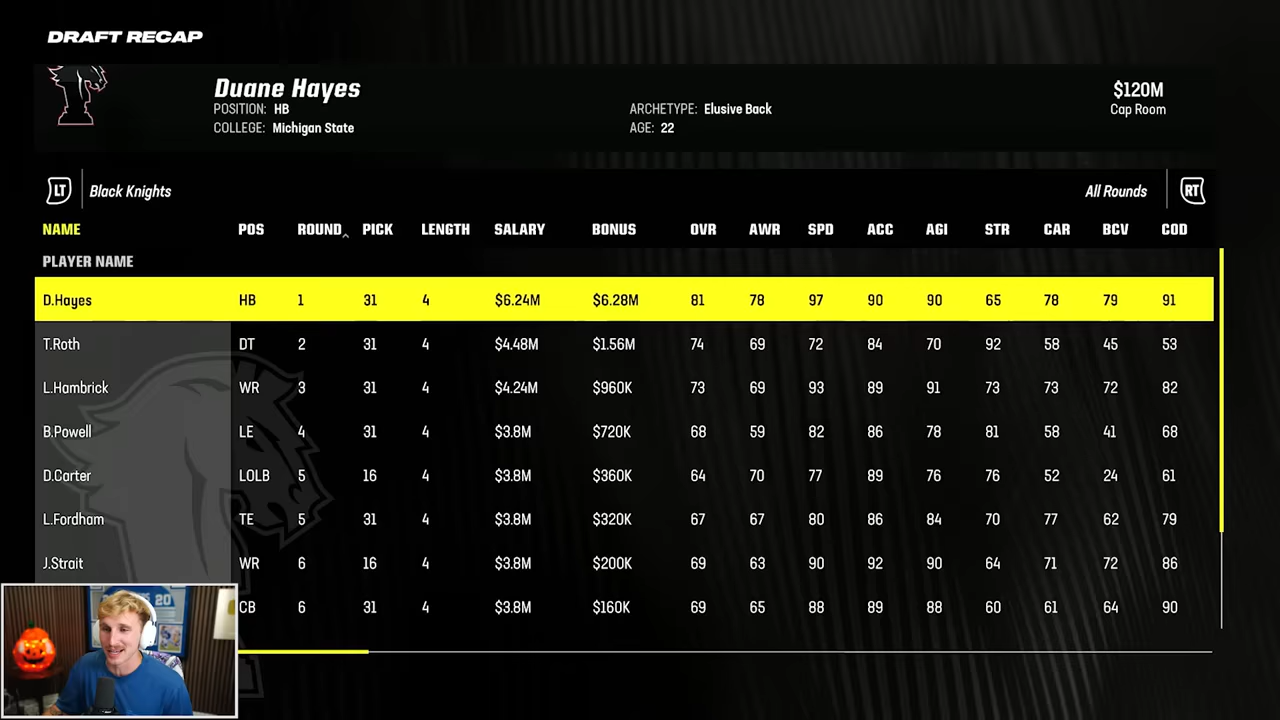 DRAFT RECAP
Duane Hayes
POSITION: HB
COLLEGE: Michigan State
ARCHETYPE: Elusive Back
AGE: 22
$120M
Cap Room
LT Black Knights All Rounds RT
NAME POS ROUND PICK LENGTH SALARY BONUS OVR AWR SPD ACC AGI STR CAR BCV COD
PLAYER NAME
D.Hayes HB 1 31 4 $6.24M $6.28M 81 78 97 90 90 65 78 79 91
T.Roth DT 2 31 4 $4.48M $1.56M 74 69 72 84 70 92 58 45 53
L.Hambrick WR 3 31 4 $4.24M $960K 73 69 93 89 91 73 73 72 82
B.Powell LE 4 31 4 $3.8M $720K 68 59 82 86 78 81 58 41 68
D.Carter LOLB 5 16 4 $3.8M $360K 64 70 77 89 76 76 52 24 61
L.Fordham TE 5 31 4 $3.8M $320K 67 67 80 86 84 70 77 62 79
J.Strait WR 6 16 4 $3.8M $200K 69 63 90 92 90 64 71 72 86
CB 6 31 4 $3.8M $160K 69 65 88 89 88 60 61 64 90
20